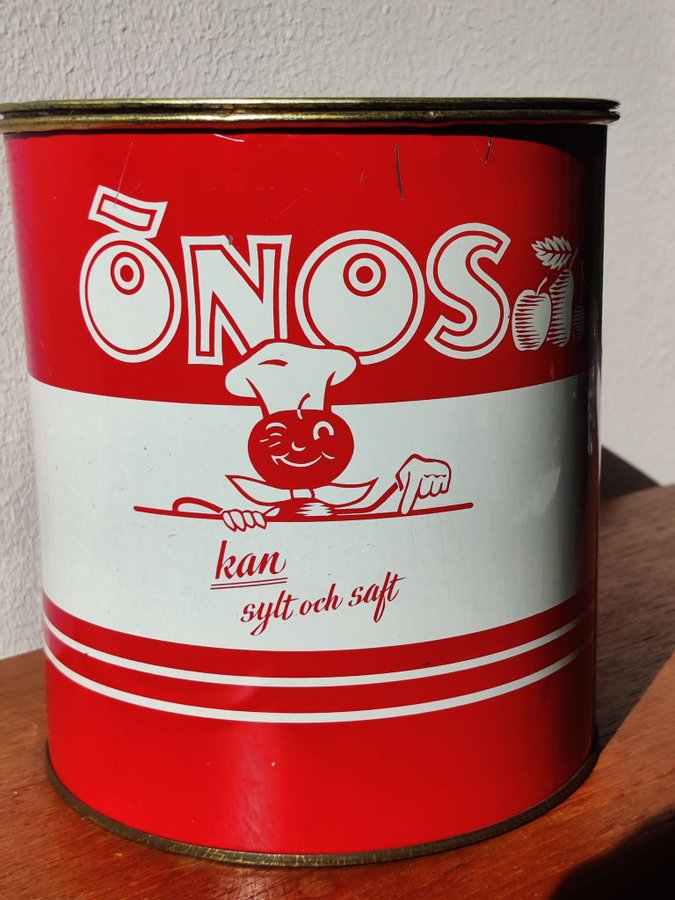 ÖNOS
kan
sylt och saft